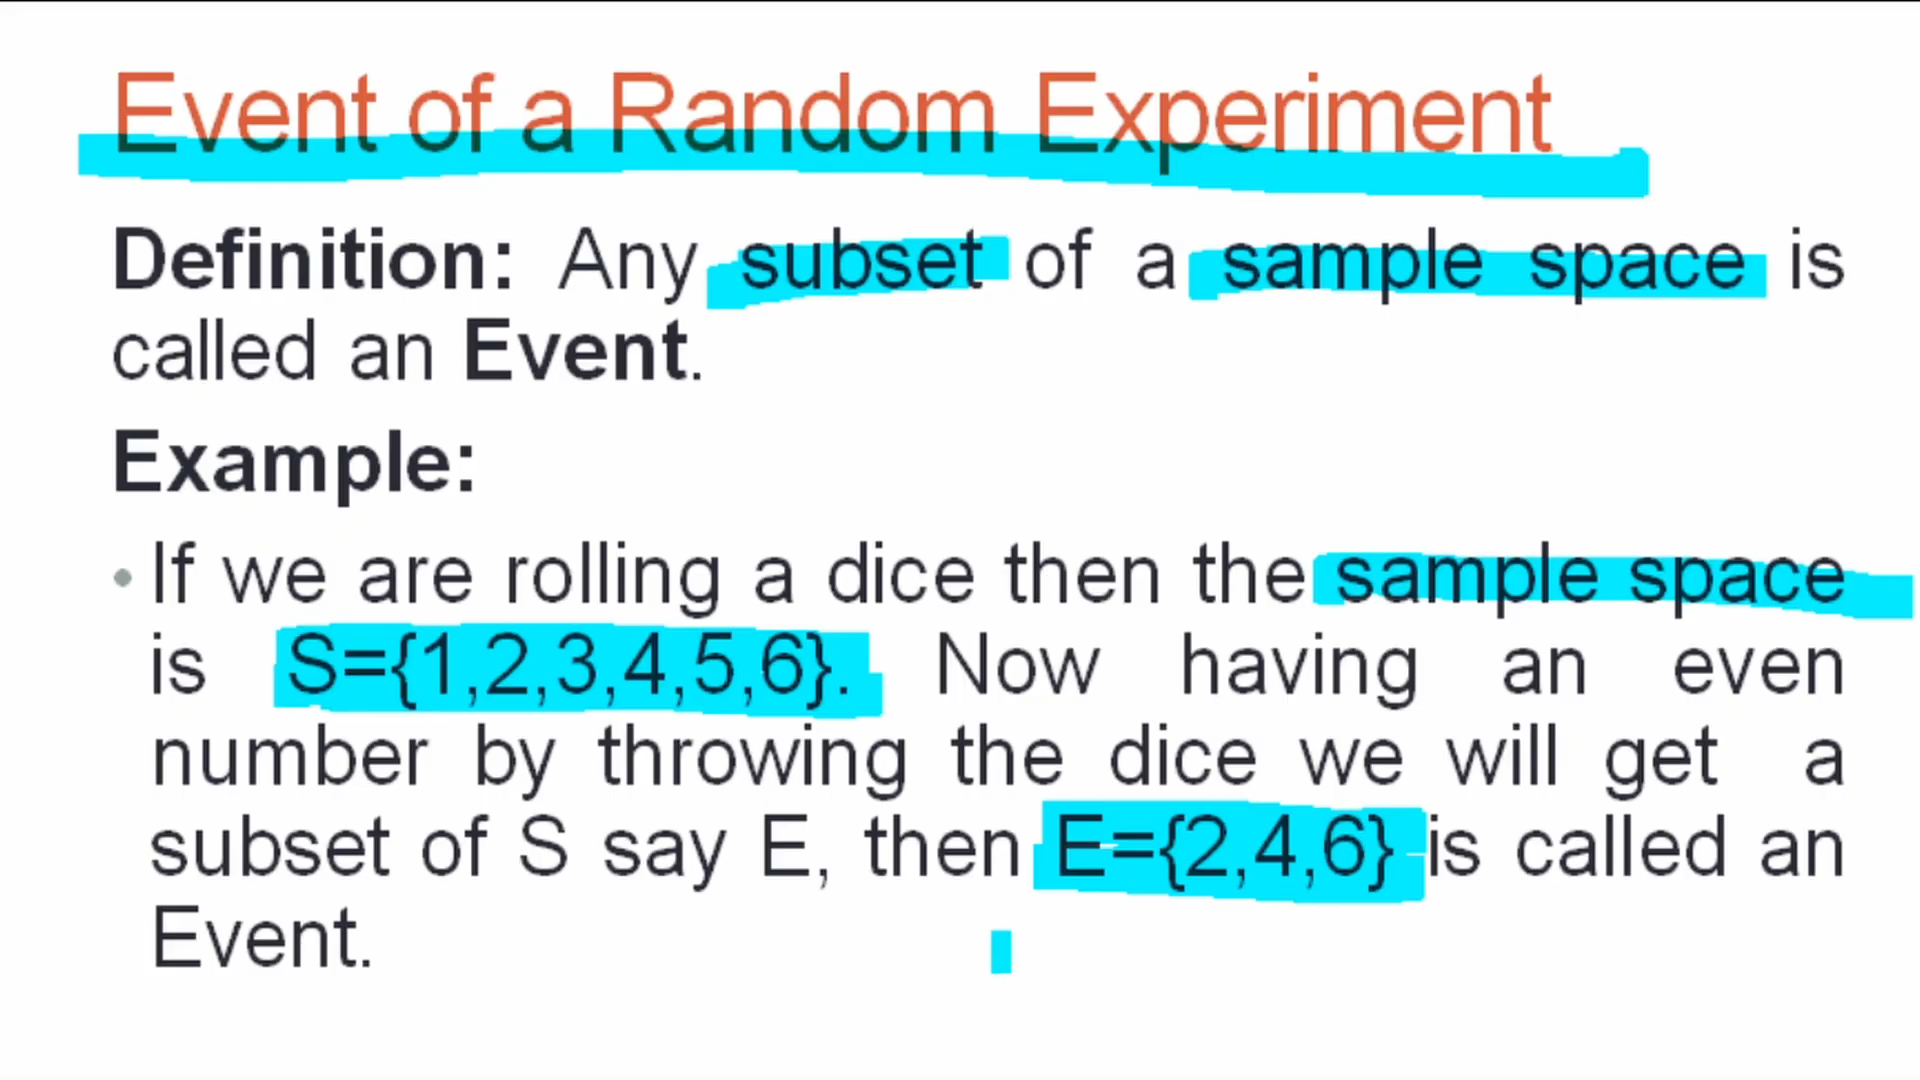 Event of a Random Experiment
Definition: Any subset of a sample space is
called an Event.
Example:
• If we are rolling a dice then the sample space
is S={1,2,3,4,5,6}. Now having an even
number by throwing the dice we will get a
subset of S say E, then E={2,4,6} is called an
Event.